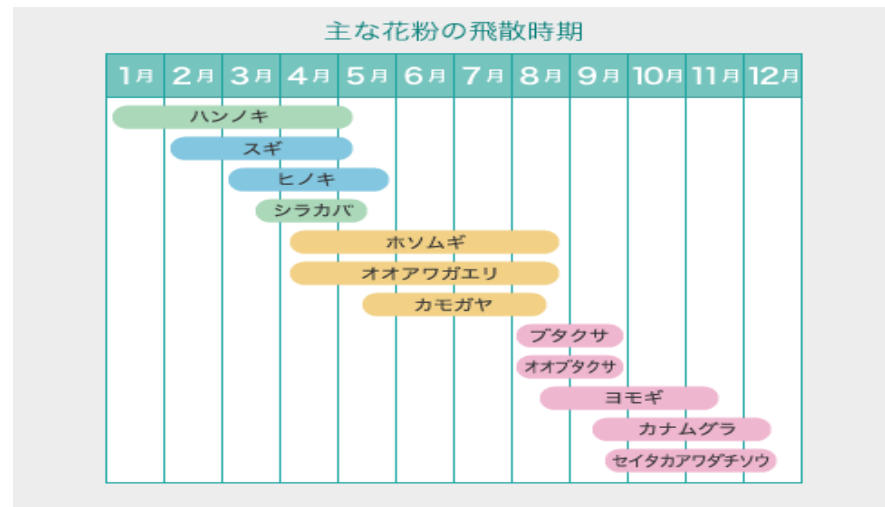 主な花粉の飛散時期
1月 2月 3月 4月 5月 6月 7月 8月 9月 10月 11月 12月
ハンノキ
スギ
ヒノキ
シラカバ
ホソムギ
オオアワガエリ
カモガヤ
ブタクサ
オオブタクサ
ヨモギ
カナムグラ
セイタカアワダチソウ